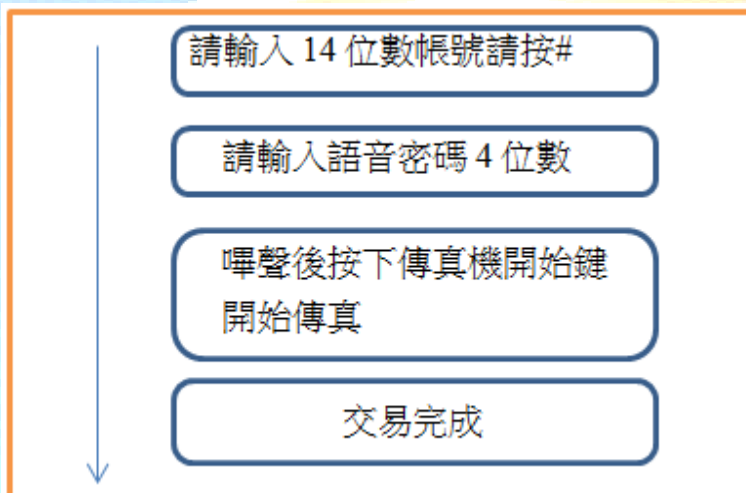 請輸入 14 位數帳號請按#
請輸入語音密碼 4 位數
嗶聲後按下傳真機開始鍵
開始傳真
交易完成